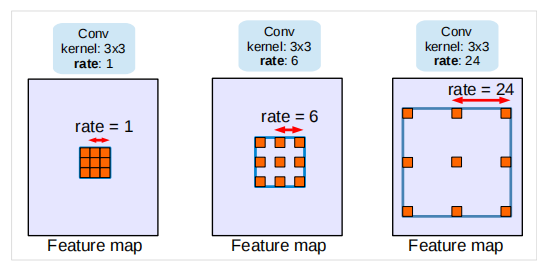 Conv
kernel: 3x3
rate: 1
rate = 1
Feature map
Conv
kernel: 3x3
rate: 6
rate = 6
Feature map
Conv
kernel: 3x3
rate: 24
rate = 24
Feature map